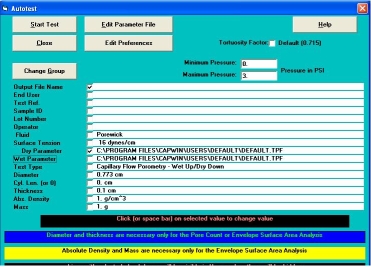 Autotest
Start Test
Edit Parameter File
Help
Close
Edit Preferences
Tortuosity Factor: Default (0.715)
Change Group
Minimum Pressure: 0.
Maximum Pressure: 3.
Pressure in PSI
Output File Name
End User
Test Ref.
Sample ID
Lot Number
Operator
Fluid Porewick
Surface Tension 16 dynes/cm
Dry Parameter C:\PROGRAM FILES\CAPWIN\USERS\DEFAULT\DEFAULT.TPF
Wet Parameter C:\PROGRAM FILES\CAPWIN\USERS\DEFAULT\DEFAULT.TPF
Test Type Capillary Flow Porometry - Wet Up/Dry Down
Diameter 0.773 cm
Cyl. Len. (or 0) 0. cm
Thickness 0.1 cm
Abs. Density 1. g/cm^3
Mass 1. g
Click (or space bar) on selected value to change value
Diameter and thickness are necessary only for the Pore Count or Envelope Surface Area Analysis
Absolute Density and Mass are necessary only for the Envelope Surface Area Analysis